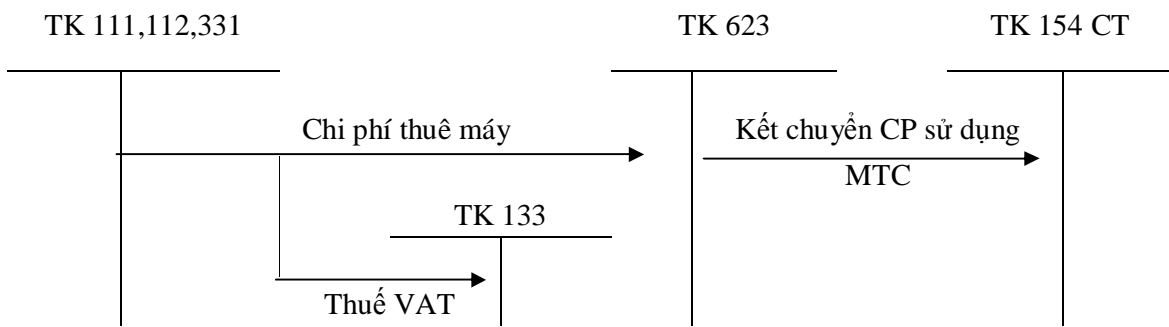 TK 111,112,331
TK 623
TK 154 CT
Chi phí thuê máy
Kết chuyển CP sử dụng
MTC
TK 133
Thuế VAT